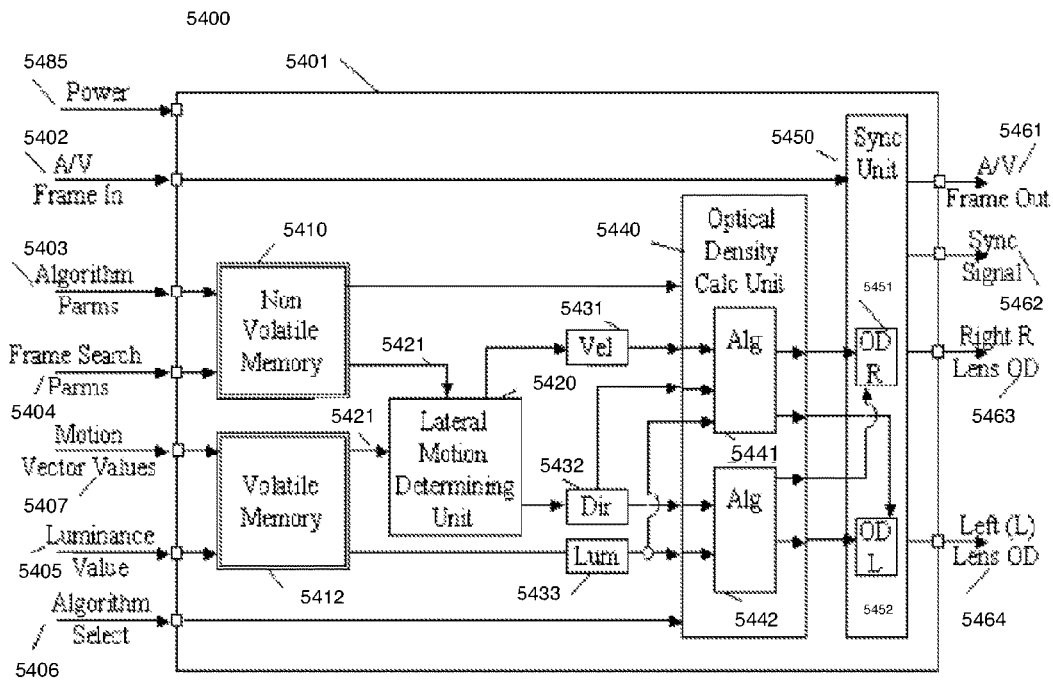 5400
5485
Power
5401
5402
A/V
Frame In
5450
Sync
Unit
5461
A/V
Frame Out
5403
Algorithm
Parms
5410
Non
Volatile
Memory
5440
Optical
Density
Calc Unit
Sync
Signal
5462
Frame Search
/Parms
5404
5421
5431
Vel
5420
Alg
5441
5451
OD
R
Right R
Lens OD
5463
Motion
Vector Values
5407
Volatile
Memory
5412
5421
Lateral
Motion
Determining
Unit
5432
Dir
Alg
5442
Luminance
Value
5405
Lum
5433
OD
L
5452
Left (L)
Lens OD
5464
Algorithm
Select
5406